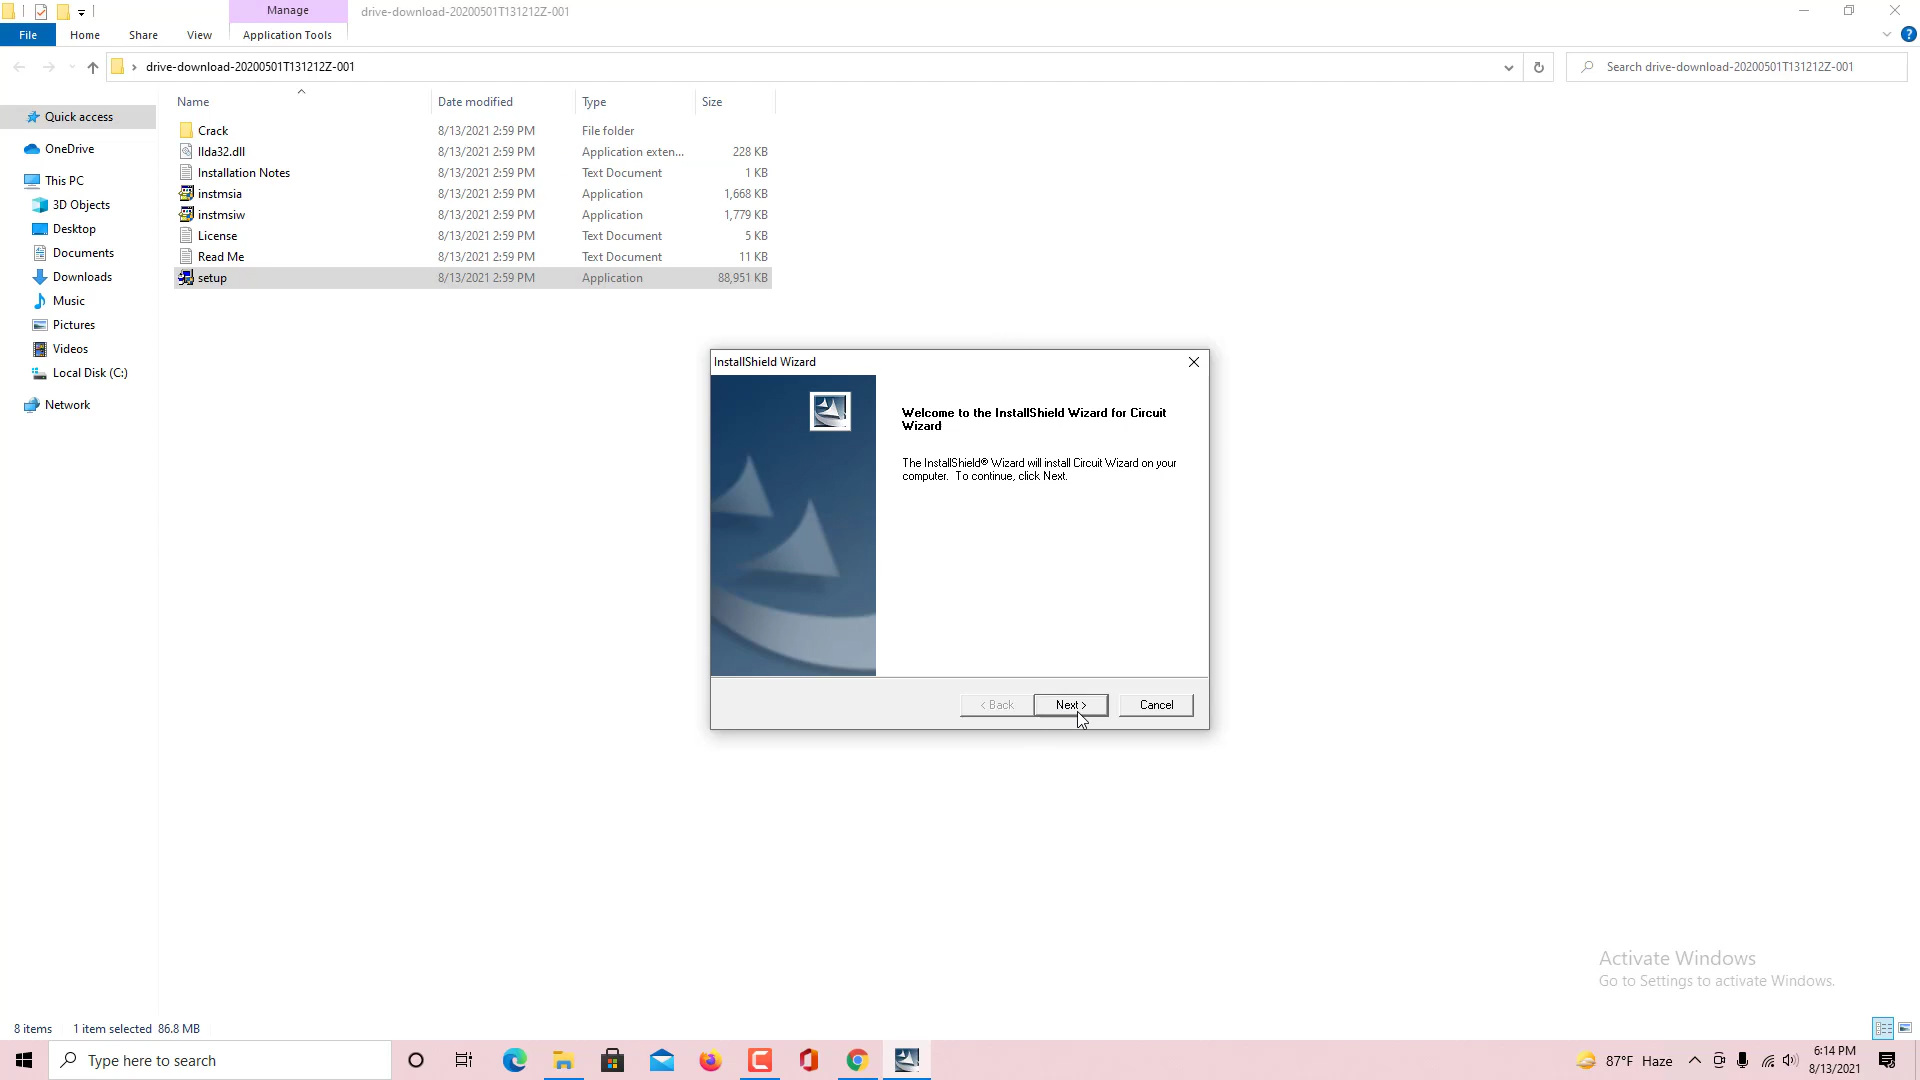 Manage
drive-download-20200501T131212Z-001
File
Home
Share
View
Application Tools
drive-download-20200501T131212Z-001
Search drive-download-20200501T131212Z-001
Name
Date modified
Type
Size
Quick access
OneDrive
This PC
3D Objects
Desktop
Documents
Downloads
Music
Pictures
Videos
Local Disk (C:)
Network
Crack 8/13/2021 2:59 PM File folder
llda32.dll 8/13/2021 2:59 PM Application exten... 228 KB
Installation Notes 8/13/2021 2:59 PM Text Document 1 KB
instmsia 8/13/2021 2:59 PM Application 1,668 KB
instmsiw 8/13/2021 2:59 PM Application 1,779 KB
License 8/13/2021 2:59 PM Text Document 5 KB
Read Me 8/13/2021 2:59 PM Text Document 11 KB
setup 8/13/2021 2:59 PM Application 88,951 KB
InstallShield Wizard
Welcome to the InstallShield Wizard for Circuit
Wizard
The InstallShield® Wizard will install Circuit Wizard on your
computer. To continue, click Next.
< Back
Next >
Cancel
Activate Windows
Go to Settings to activate Windows.
8 items
1 item selected 86.8 MB
Type here to search
87°F Haze
6:14 PM
8/13/2021